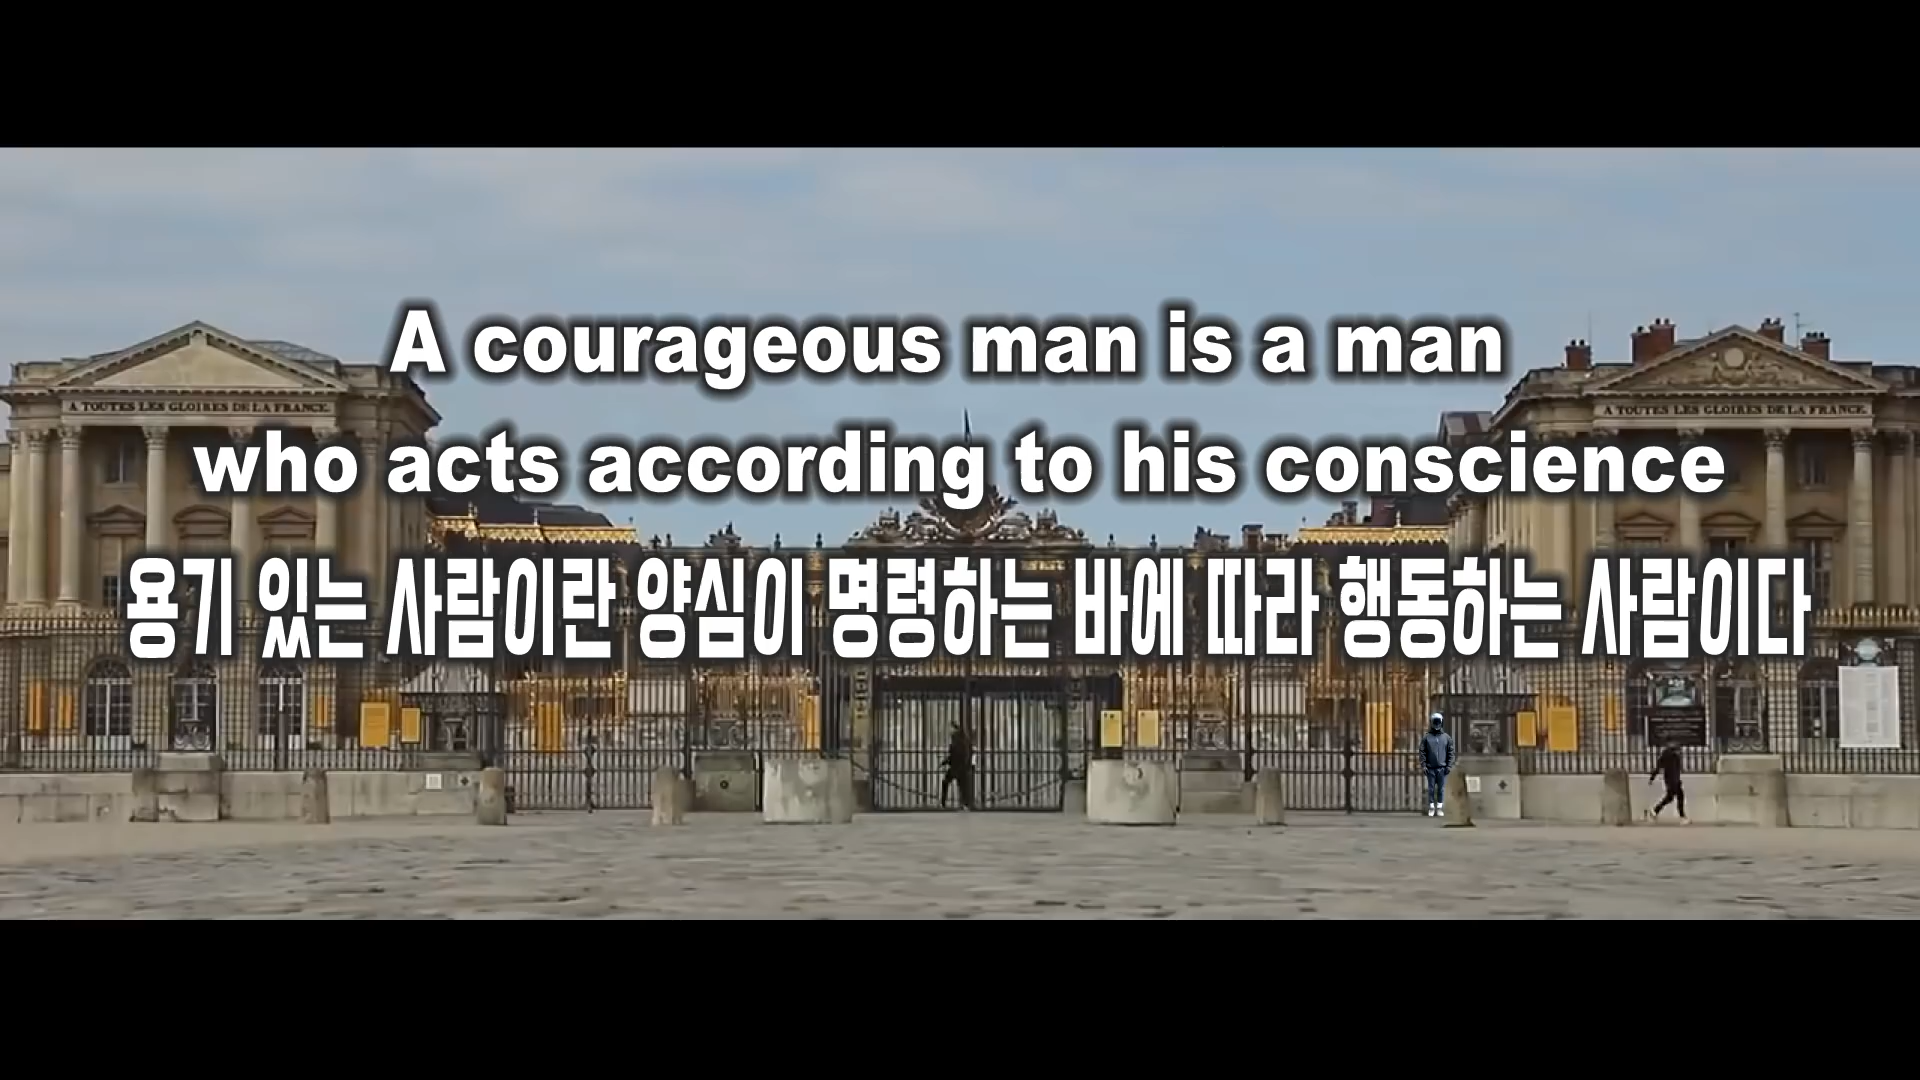 A courageous man is a man
A TOUTES LES GLOIRES DE LA FRANCE.
A TOUTES LES GLOIRES DE LA FRANCE.
who acts according to his conscience
용기 있는 사람이란 양심이 명령하는 바에 따라 행동하는 사람이다